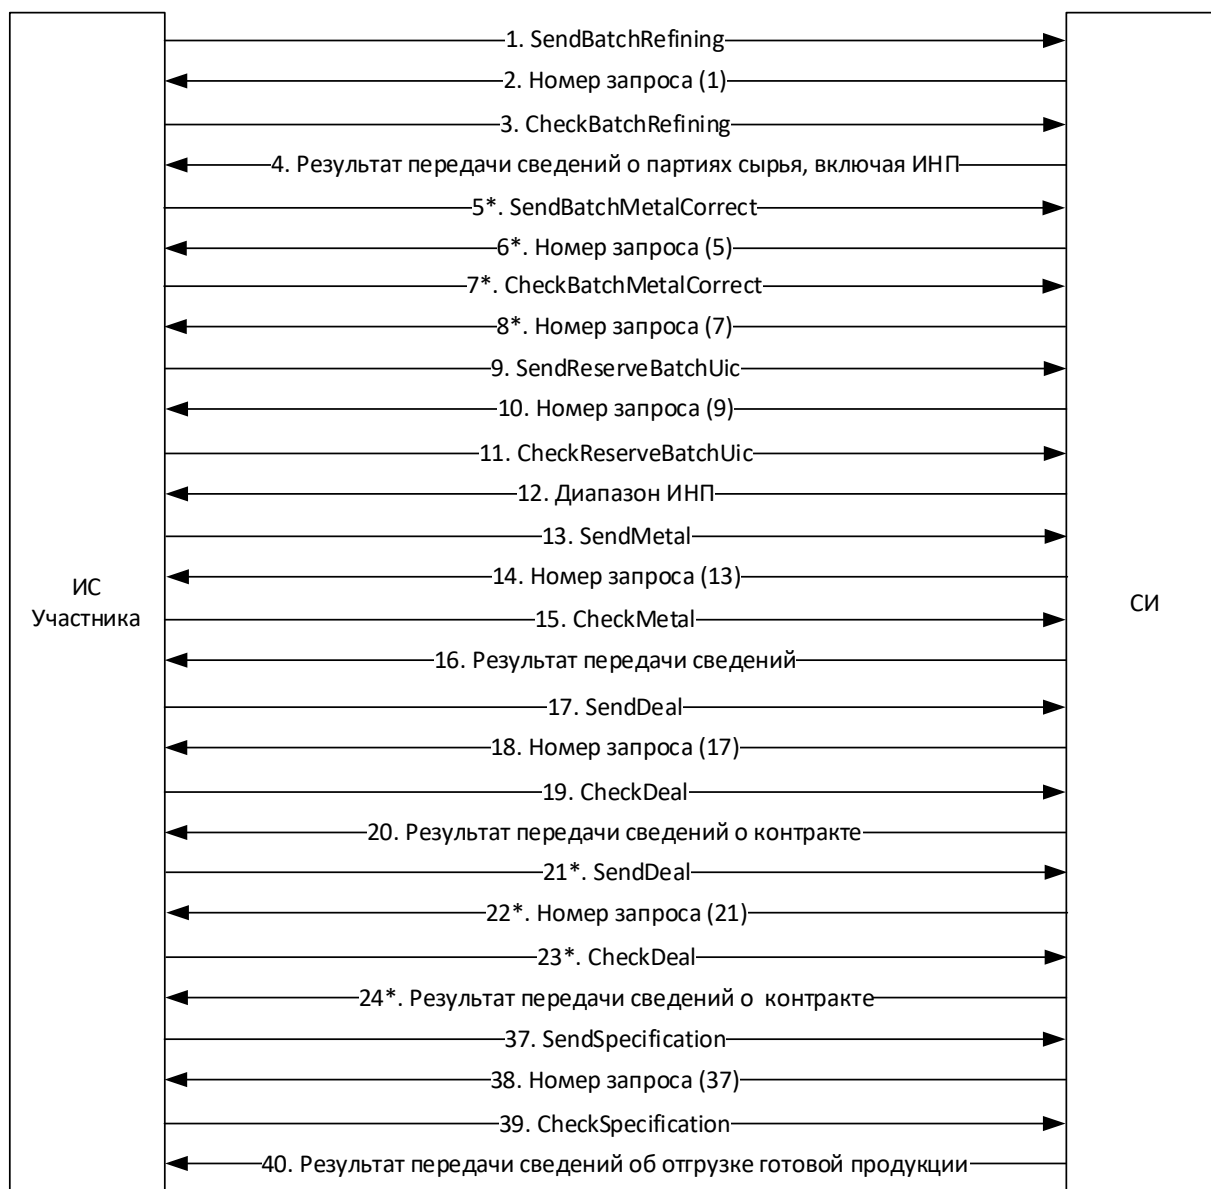 1. SendBatchRefining
2. Номер запроса (1)
3. CheckBatchRefining
4. Результат передачи сведений о партиях сырья, включая ИНП
5*. SendBatchMetalCorrect
6*. Номер запроса (5)
7*. CheckBatchMetalCorrect
8*. Номер запроса (7)
9. SendReserveBatchUic
10. Номер запроса (9)
11. CheckReserveBatchUic
12. Диапазон ИНП
13. SendMetal
14. Номер запроса (13)
ИС
Участника
СИ
15. CheckMetal
16. Результат передачи сведений
17. SendDeal
18. Номер запроса (17)
19. CheckDeal
20. Результат передачи сведений о контракте
21*. SendDeal
22*. Номер запроса (21)
23*. CheckDeal
24*. Результат передачи сведений о  контракте
37. SendSpecification
38. Номер запроса (37)
39. CheckSpecification
40. Результат передачи сведений об отгрузке готовой продукции